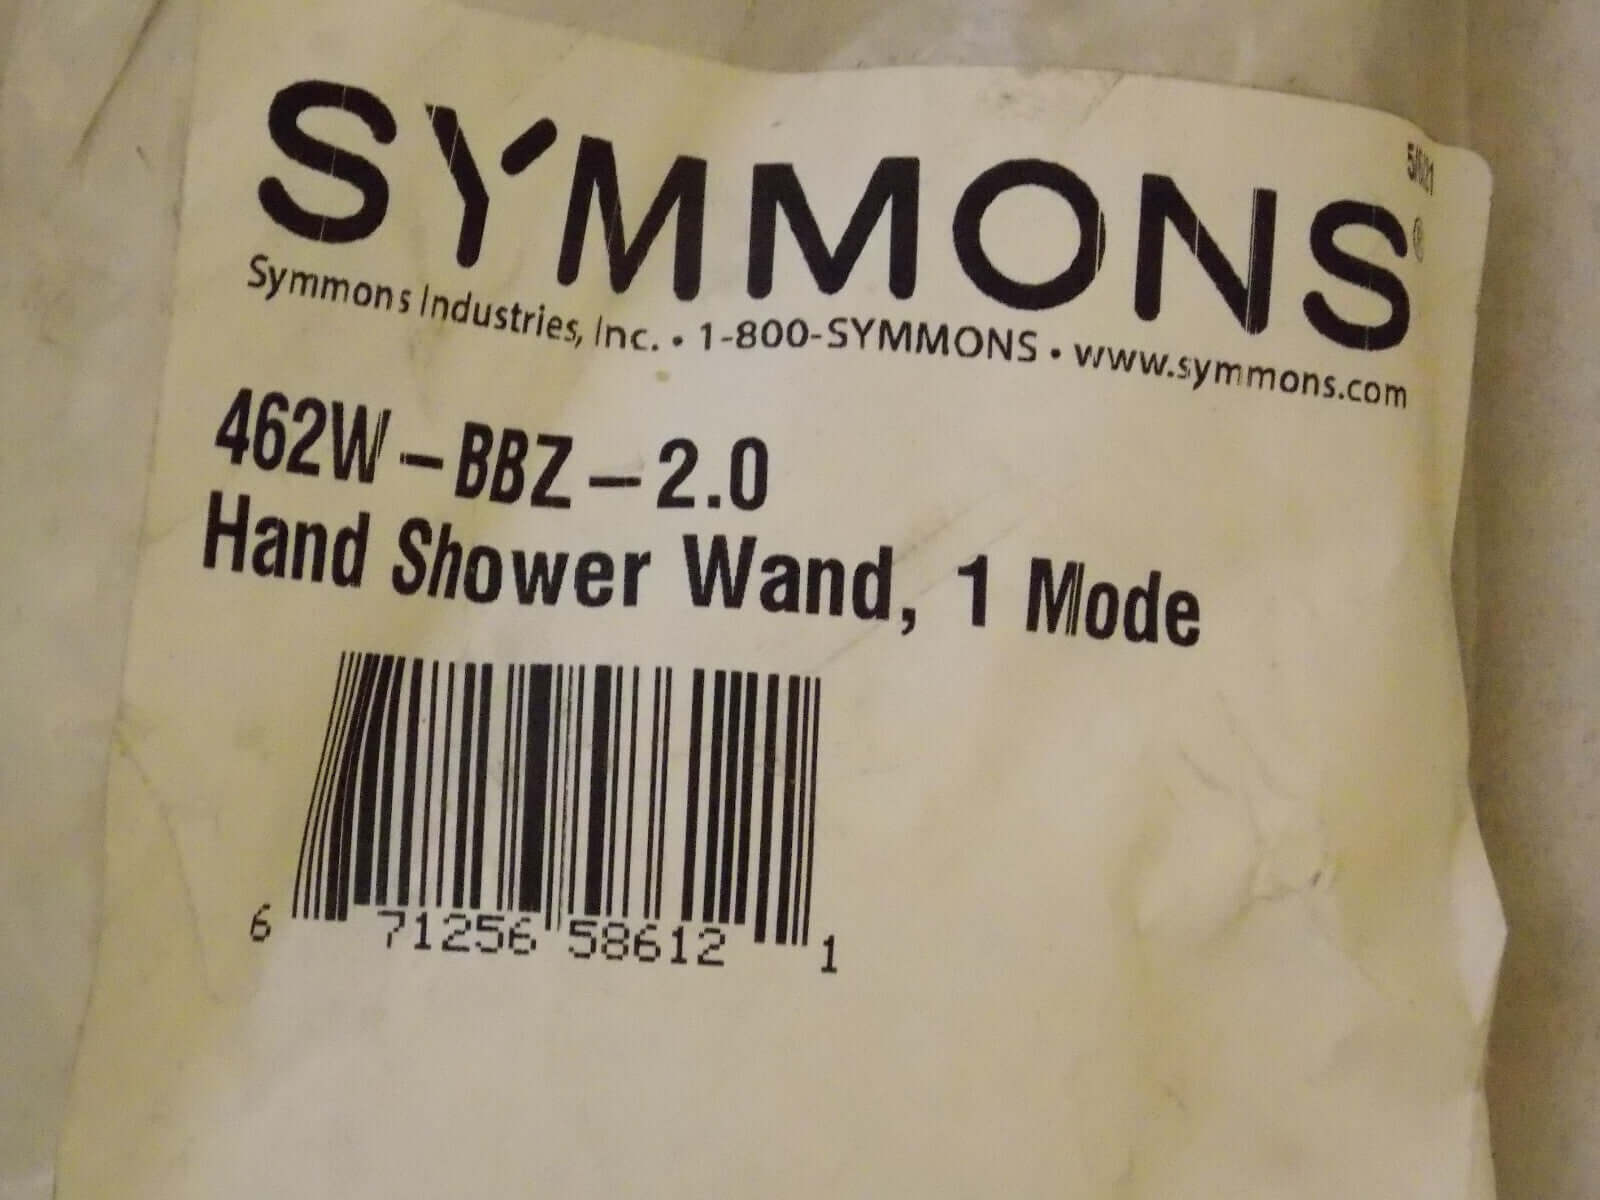 SYMMONS®
Symmons Industries, Inc. • 1-800-SYMMONS • www.symmons.com
462W-BBZ-2.0
Hand Shower Wand, 1 Mode
6 71256 58612 1